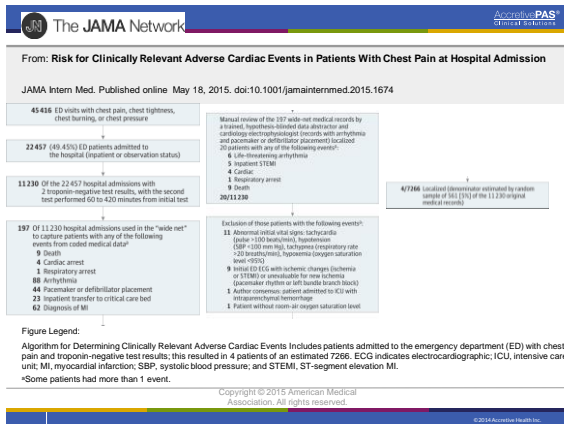 The JAMA Network
AccretivePAS®
Clinical Solutions
From: Risk for Clinically Relevant Adverse Cardiac Events in Patients With Chest Pain at Hospital Admission
JAMA Intern Med. Published online May 18, 2015. doi:10.1001/jamainternmed.2015.1674
45 416 ED visits with chest pain, chest tightness,
chest burning, or chest pressure
22 457 (49.45%) ED patients admitted to
the hospital (inpatient or observation status)
11 230 Of the 22 457 hospital admissions with
2 troponin-negative test results, with the second
test performed 60 to 420 minutes from initial test
197 Of 11 230 hospital admissions used in the "wide net"
to capture patients with any of the following
events from coded medical dataª
9 Death
4 Cardiac arrest
1 Respiratory arrest
88 Arrhythmia
44 Pacemaker or defibrillator placement
23 Inpatient transfer to critical care bed
62 Diagnosis of MI
Manual review of the 197 wide-net medical records by
a trained, hypothesis-blinded data abstractor and
cardiology electrophysiologist (records with arrhythmia
and pacemaker or defibrillator placement) localized
20 patients with any of the following eventsª:
6 Life-threatening arrhythmia
5 Inpatient STEMI
4 Cardiac
1 Respiratory arrest
9 Death
20/11 230
Exclusion of those patients with the following eventsª:
11 Abnormal initial vital signs: tachycardia
(pulse >100 beats/min), hypotension
(SBP <100 mm Hg), tachypnea (respiratory rate
>20 breaths/min), hypoxemia (oxygen saturation
level <95%)
9 Initial ED ECG with ischemic changes (ischemia
or STEMI) or unevaluable for new ischemia
(pacemaker rhythm or left bundle branch block)
1 Author consensus: patient admitted to ICU with
intraparenchymal hemorrhage
1 Patient without room-air oxygen saturation level
4/7266 Localized (denominator estimated by random
sample of 561 [5%] of the 11 230 original
medical records)
Figure Legend:
Algorithm for Determining Clinically Relevant Adverse Cardiac Events Includes patients admitted to the emergency department (ED) with chest
pain and troponin-negative test results; this resulted in 4 patients of an estimated 7266. ECG indicates electrocardiographic; ICU, intensive care
unit; MI, myocardial infarction; SBP, systolic blood pressure; and STEMI, ST-segment elevation MI.
ªSome patients had more than 1 event.
Copyright © 2015 American Medical
Association. All rights reserved.
©2014 Accretive Health Inc.